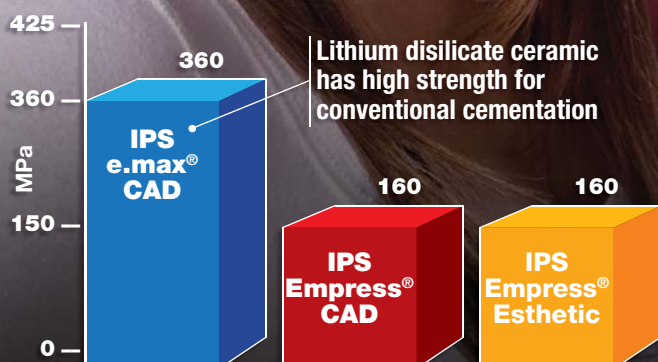 425
360
Lithium disilicate ceramic
has high strength for
conventional cementation
360
IPS
e.max®
CAD
MPa
160
160
150
IPS
Empress®
CAD
IPS
Empress®
Esthetic
0